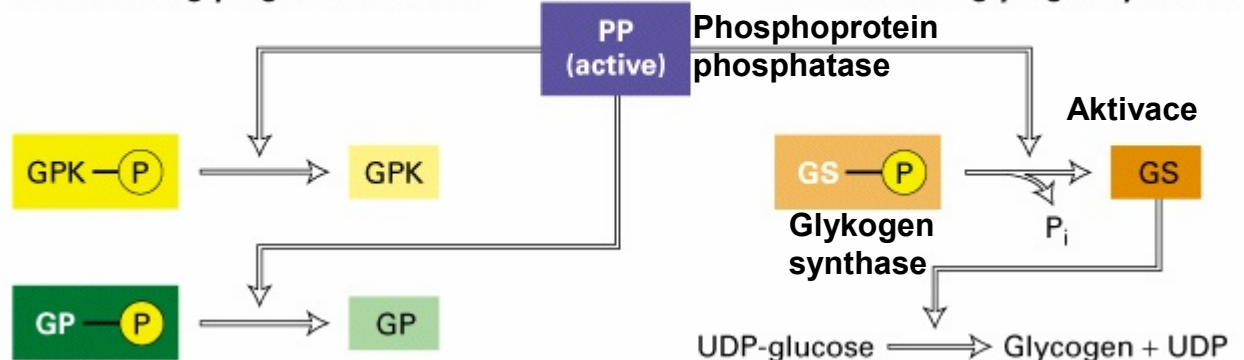 PP
(active)
Phosphoprotein
phosphatase
Aktivace
GPK
P
GPK
GS
P
GS
Glykogen
synthase
Pi
GP
P
GP
UDP-glucose
Glycogen + UDP